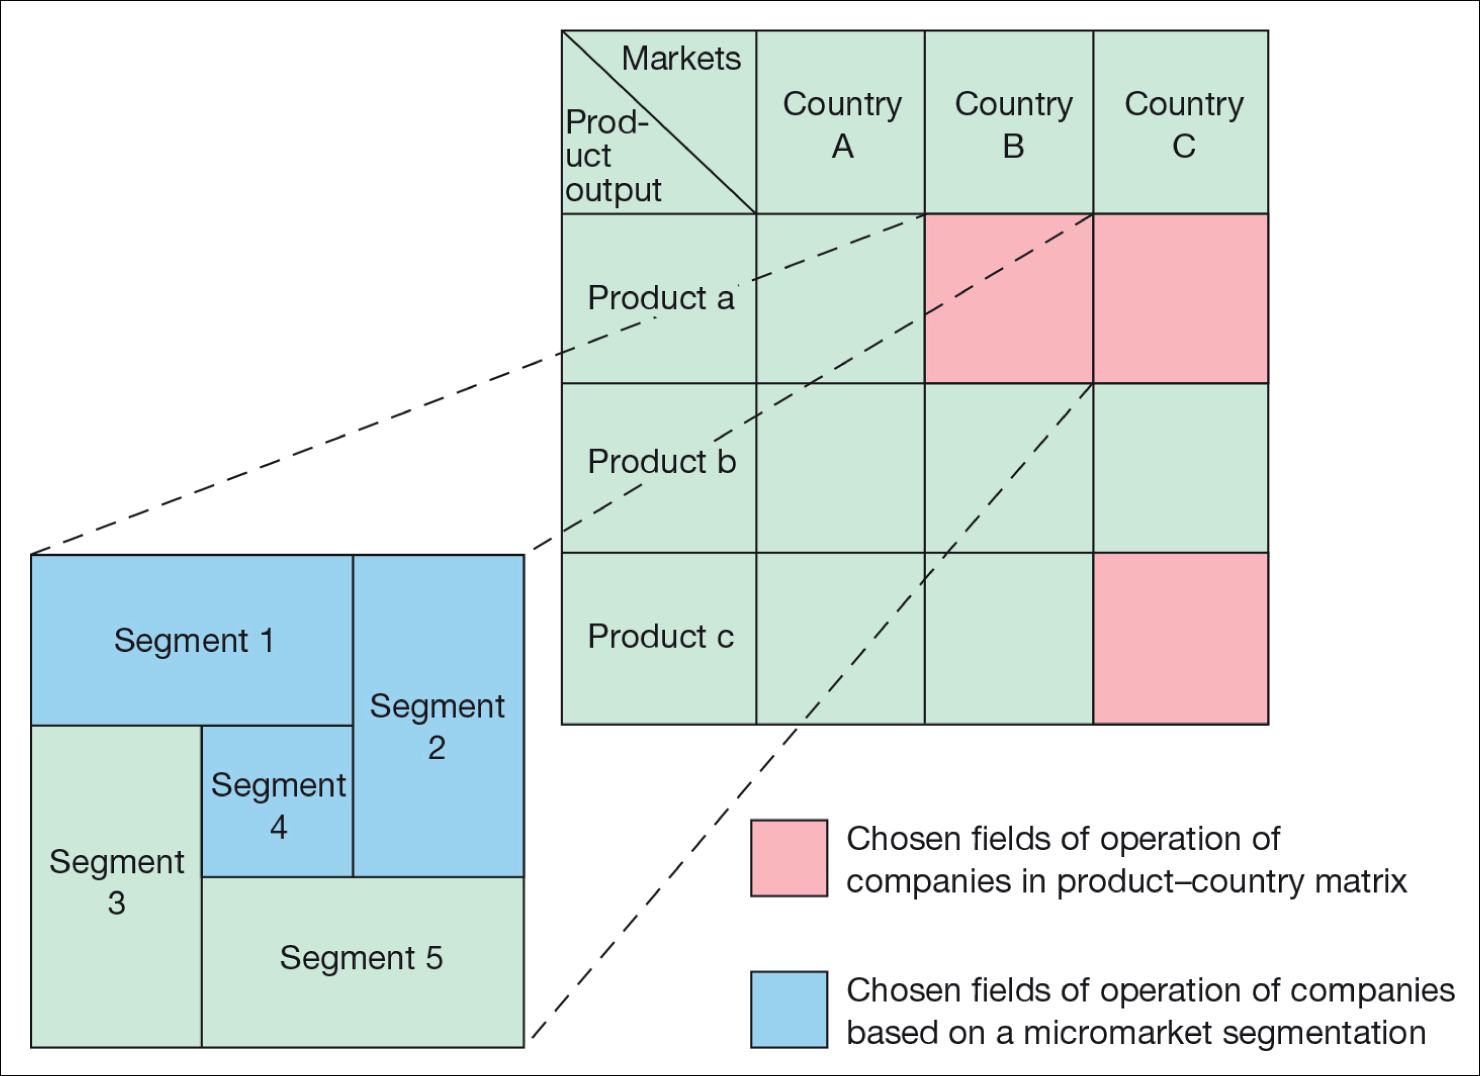 Markets
Prod-
uct
output
Country
A
Country
B
Country
C
Product a
Product b
Product c
Segment 1
Segment
2
Segment
3
Segment
4
Segment 5
Chosen fields of operation of
companies in product–country matrix
Chosen fields of operation of companies
based on a micromarket segmentation